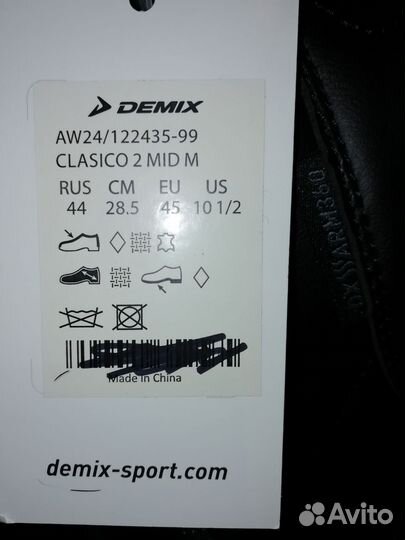 DEMIX
AW24/122435-99
CLASICO 2 MID M
RUS CM EU US
44 28.5 45 10 1/2
Made in China
demix-sport.com
Avito